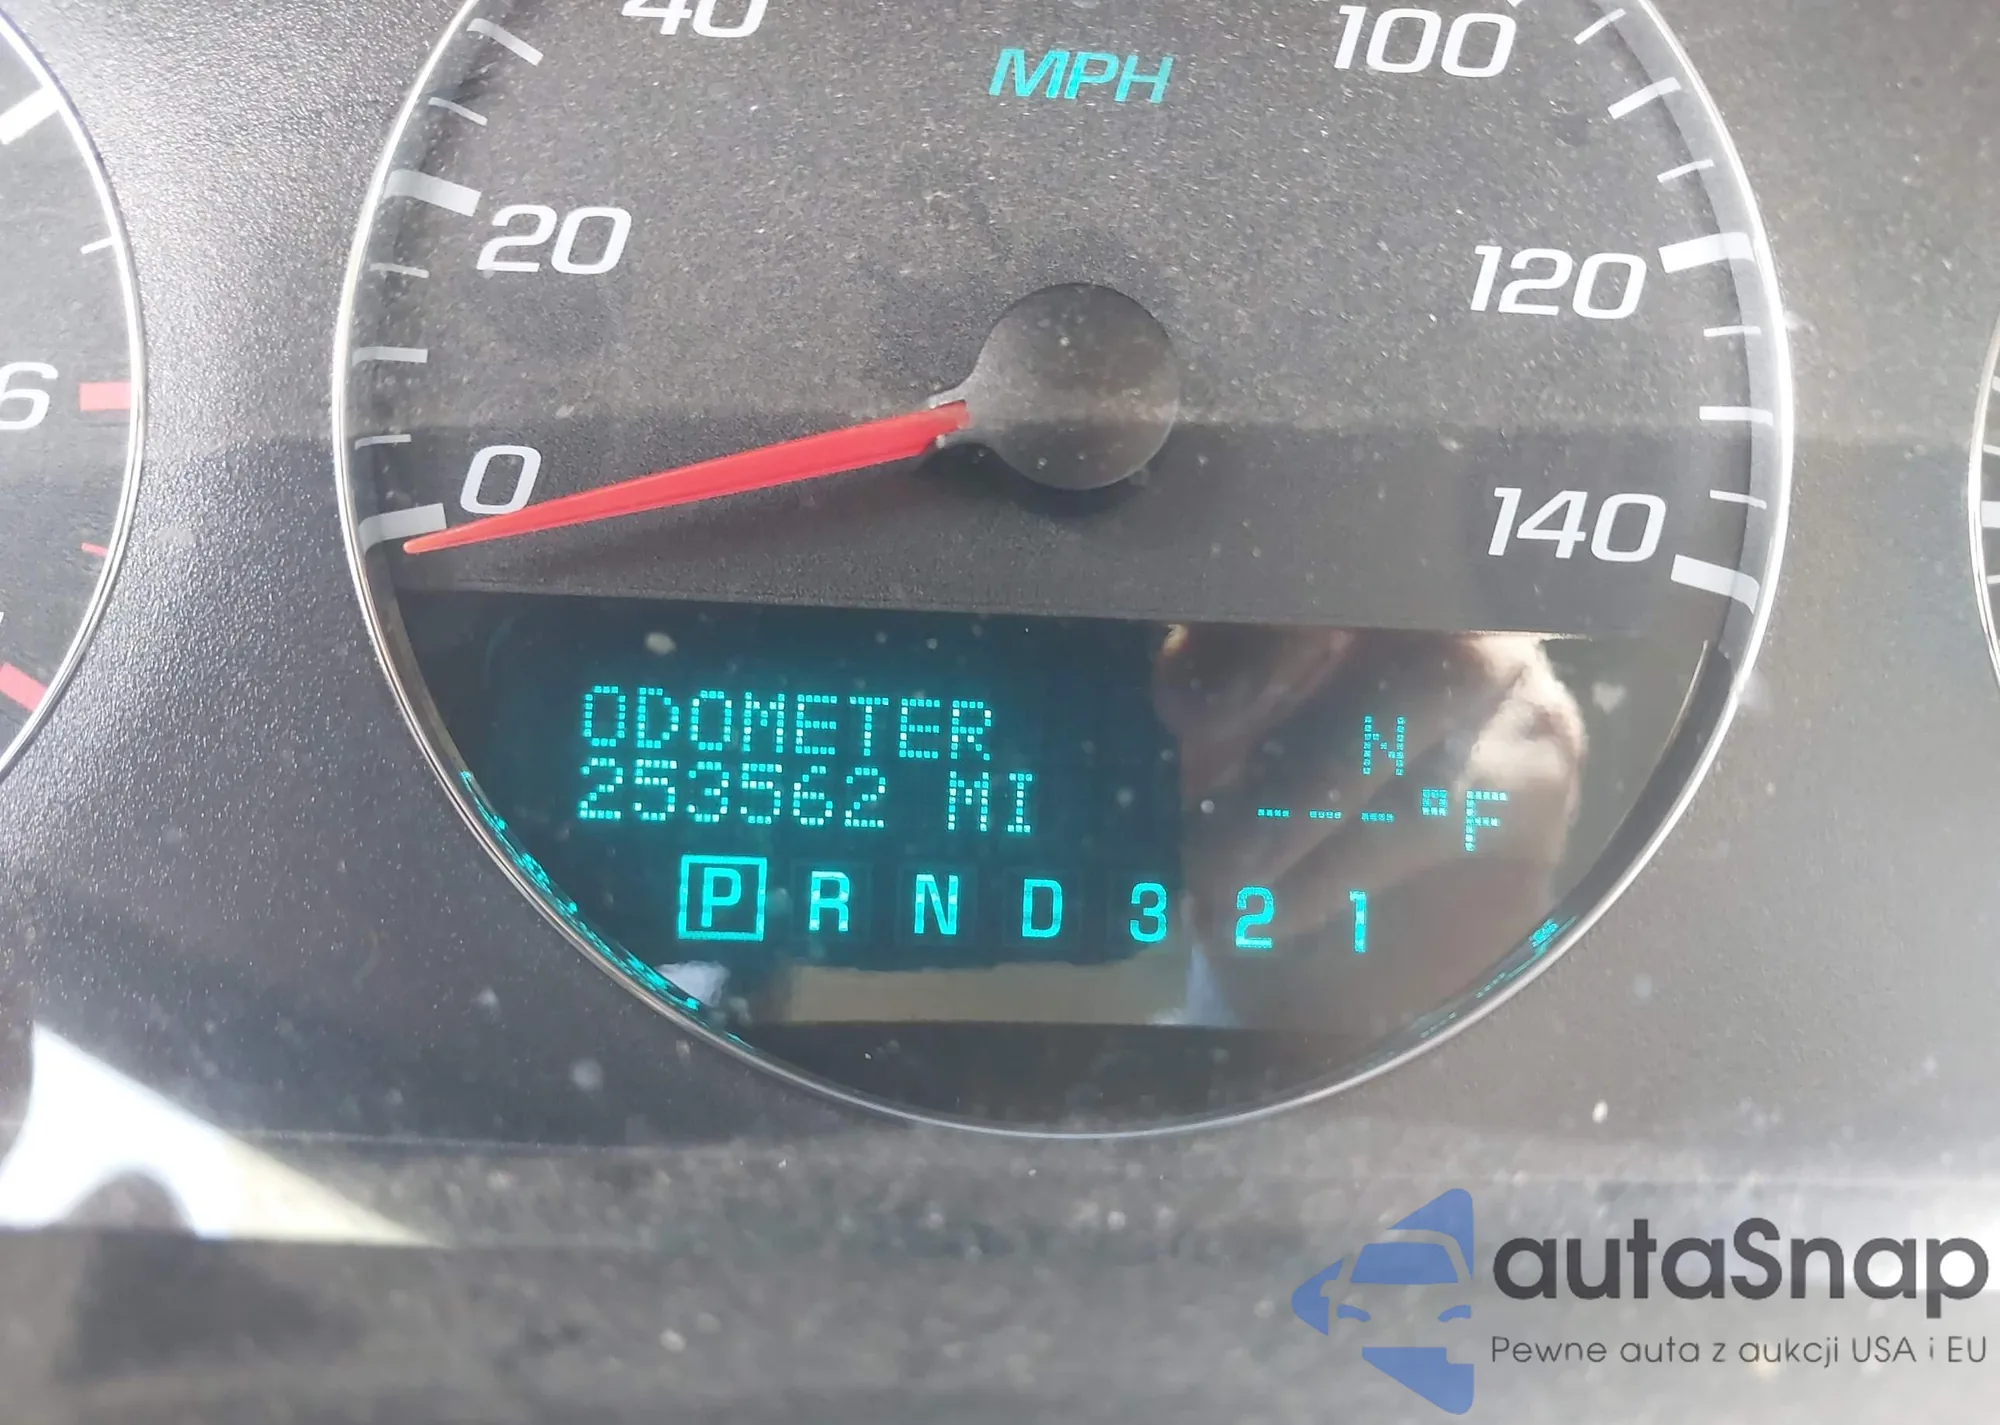 40
MPH
100
20
120
6
0
140
ODOMETER
253562 MI
N
---°F
P R N D 3 2 1
autaSnap
Pewne auta z aukcji USA i EU